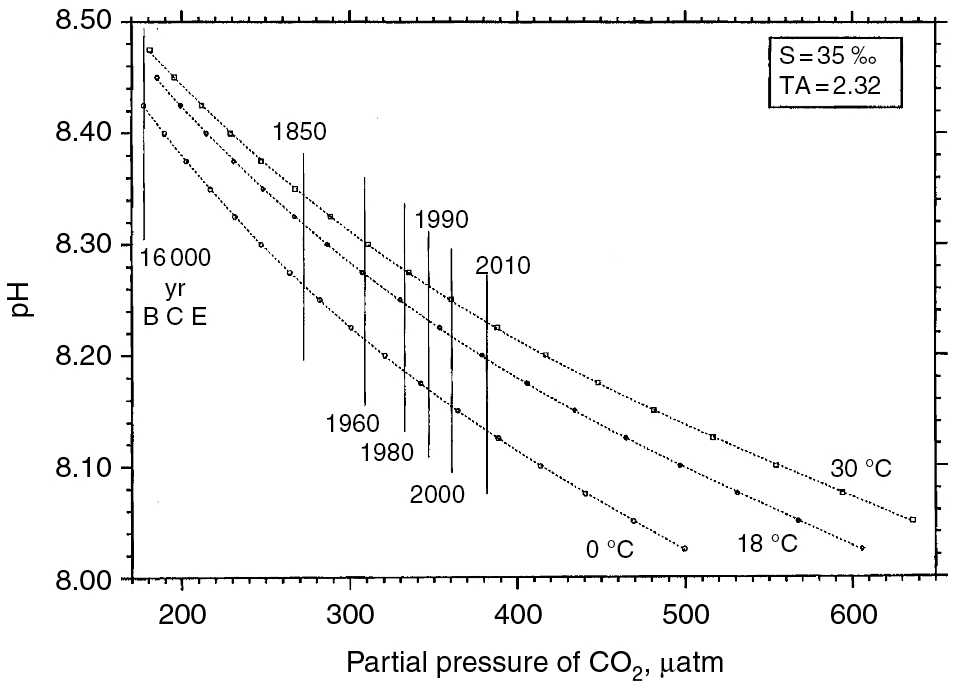 8.50
8.40
8.30
8.20
8.10
8.00
pH
S=35 ‰
TA=2.32
1850
1990
2010
16 000
yr
B C E
1960
1980
2000
30 °C
18 °C
0 °C
200
300
400
500
600
Partial pressure of CO₂, μatm